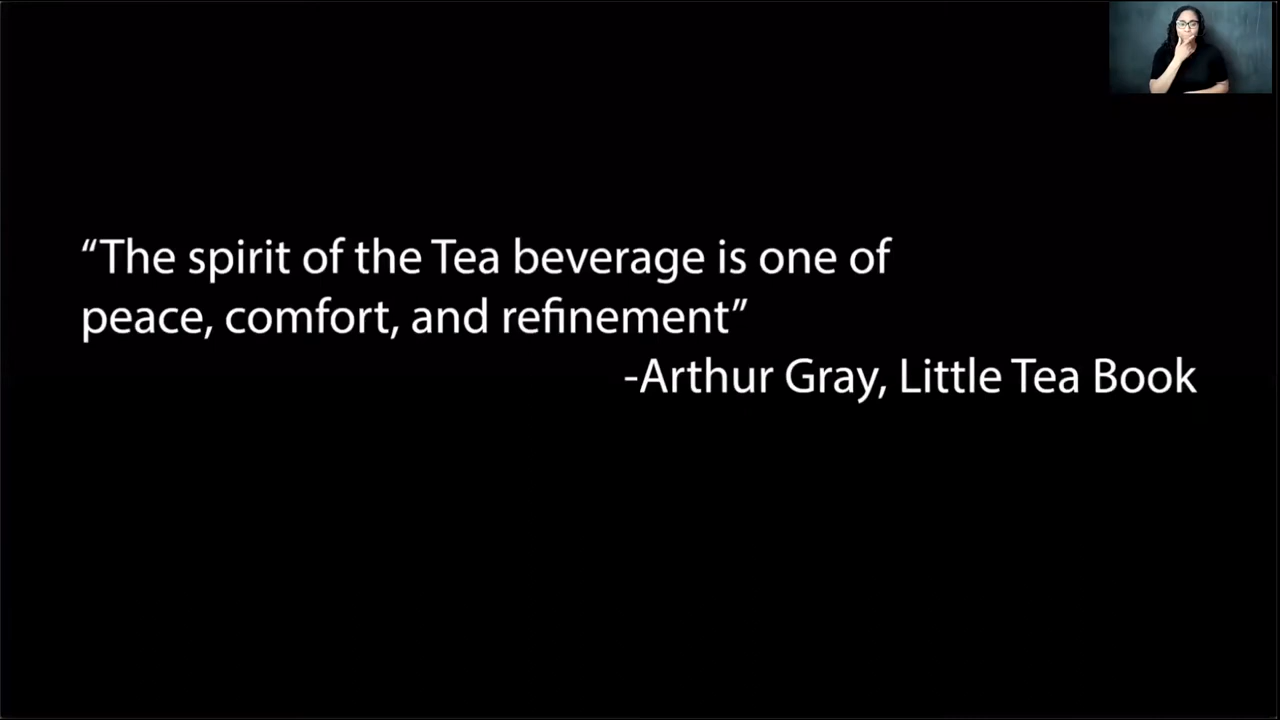 “The spirit of the Tea beverage is one of
peace, comfort, and refinement”
-Arthur Gray, Little Tea Book